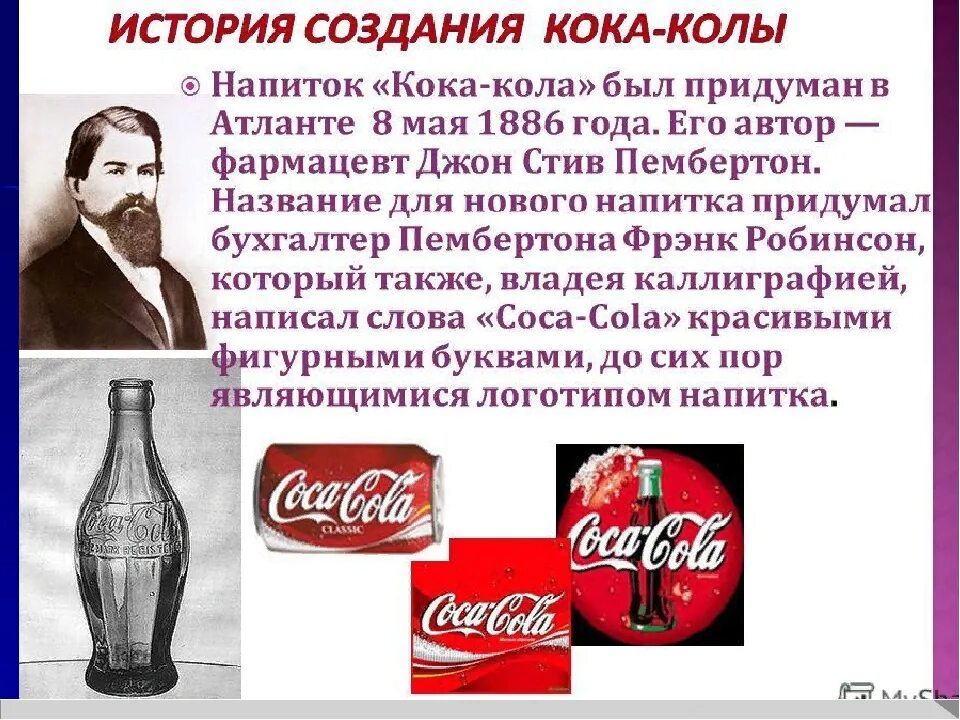 ИСТОРИЯ СОЗДАНИЯ КОКА-КОЛЫ
Напиток «Кока-кола» был придуман в
Атланте 8 мая 1886 года. Его автор —
фармацевт Джон Стив Пембертон.
Название для нового напитка придумал
бухгалтер Пембертона Фрэнк Робинсон,
который также, владея каллиграфией,
написал слова «Coca-Cola» красивыми
фигурными буквами, до сих пор
являющимися логотипом напитка.
Coca-Cola
CLASSIC
Coca-Cola
Coca-Cola
Coca-Cola
MySha